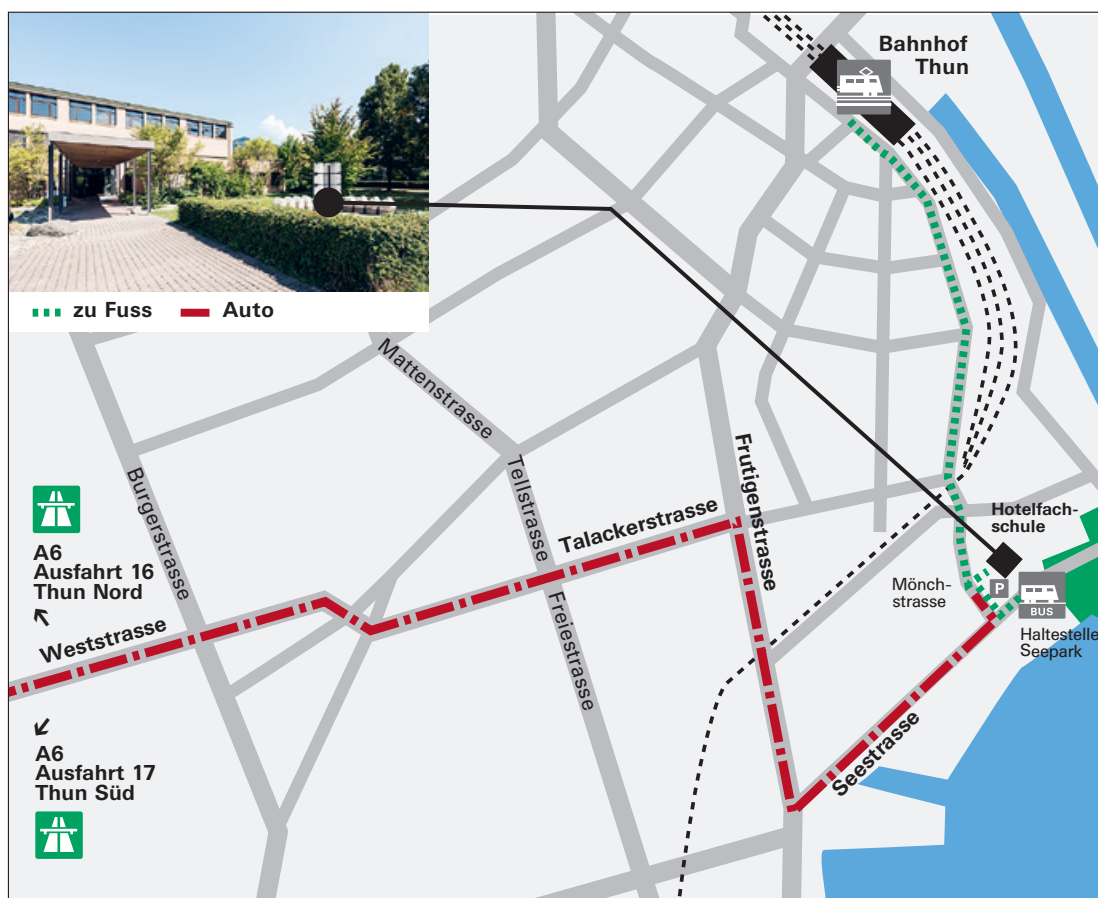 Bahnhof
Thun
zu Fuss
Auto
Mattenstrasse
Burgerstrasse
Tellstrasse
Talackerstrasse
Frutigenstrasse
Hotelfach-
schule
A6
Ausfahrt 16
Thun Nord
Mönch-
strasse
P
BUS
Haltestelle
Seepark
Weststrasse
Freiestrasse
Seestrasse
A6
Ausfahrt 17
Thun Süd